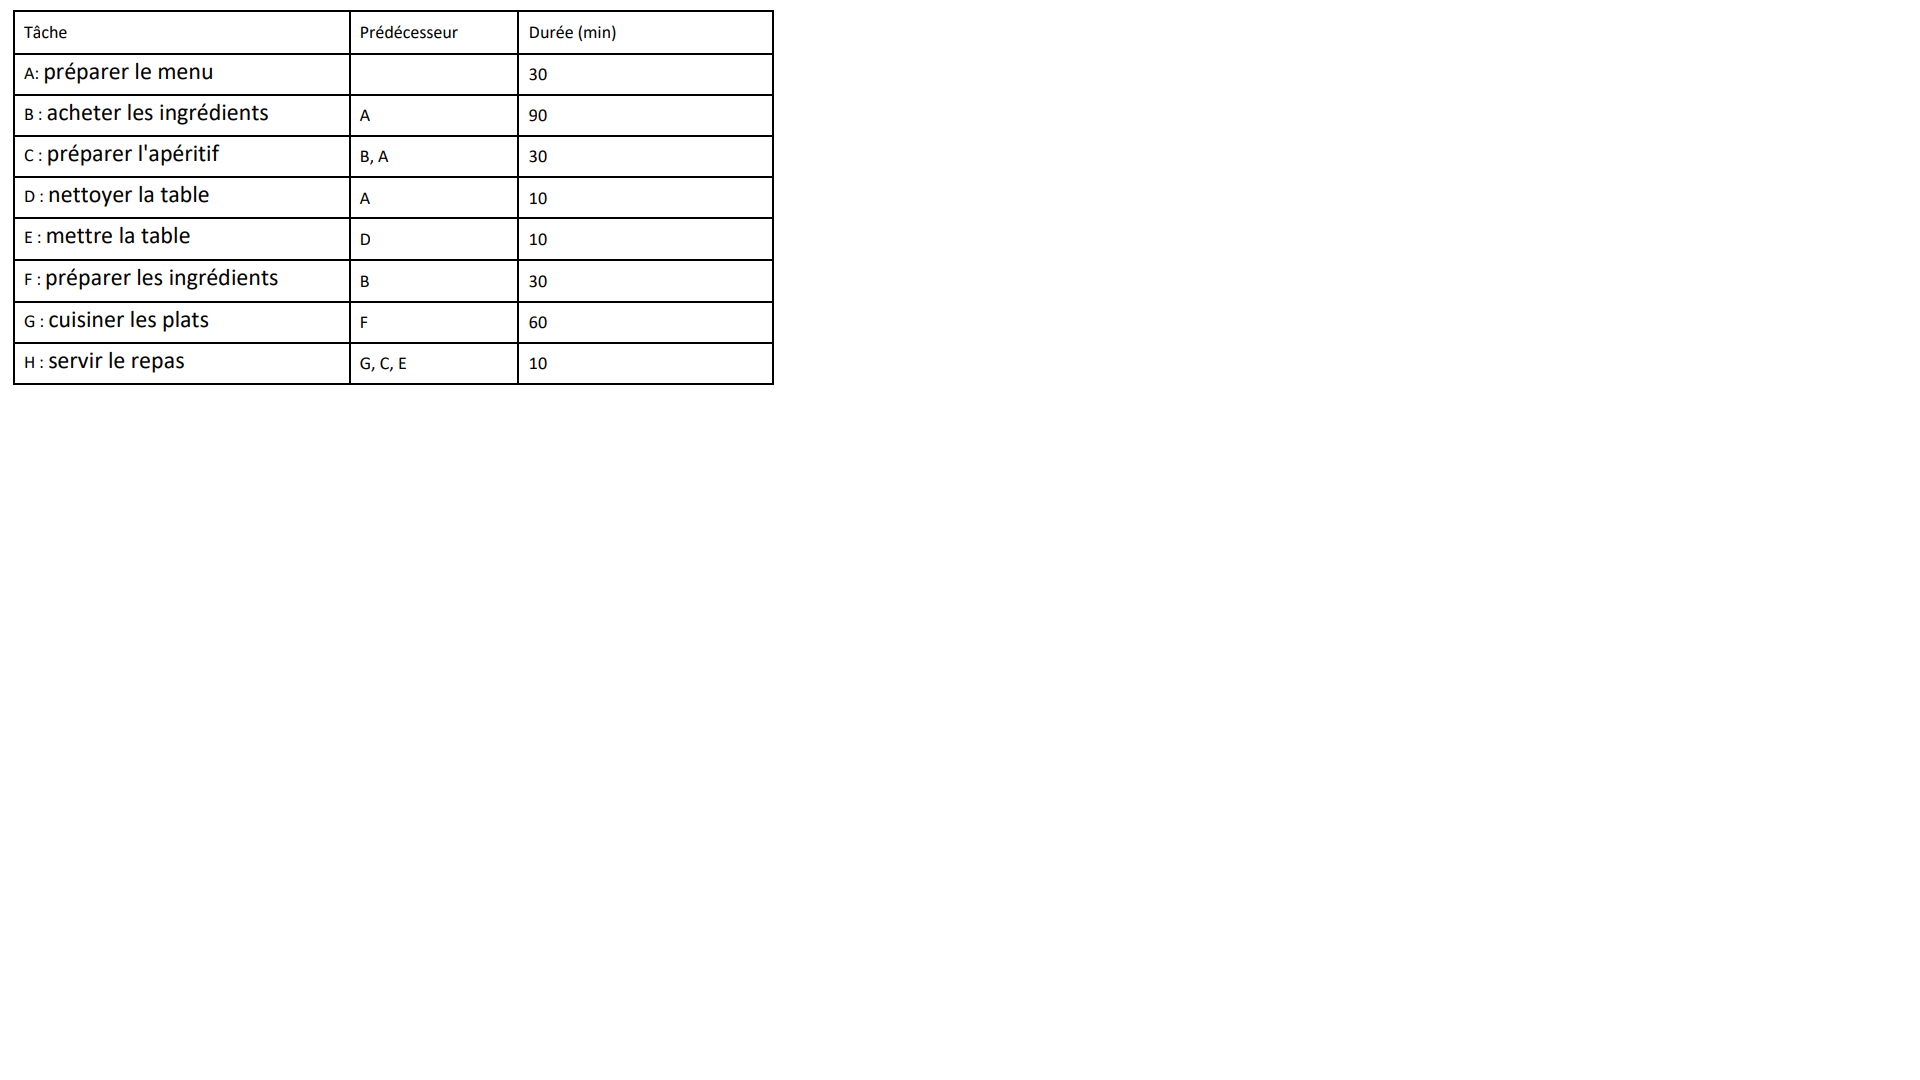 Tâche Prédécesseur Durée (min)
A: préparer le menu 30
B : acheter les ingrédients A 90
C : préparer l'apéritif B, A 30
D : nettoyer la table A 10
E : mettre la table D 10
F : préparer les ingrédients B 30
G : cuisiner les plats F 60
H : servir le repas G, C, E 10